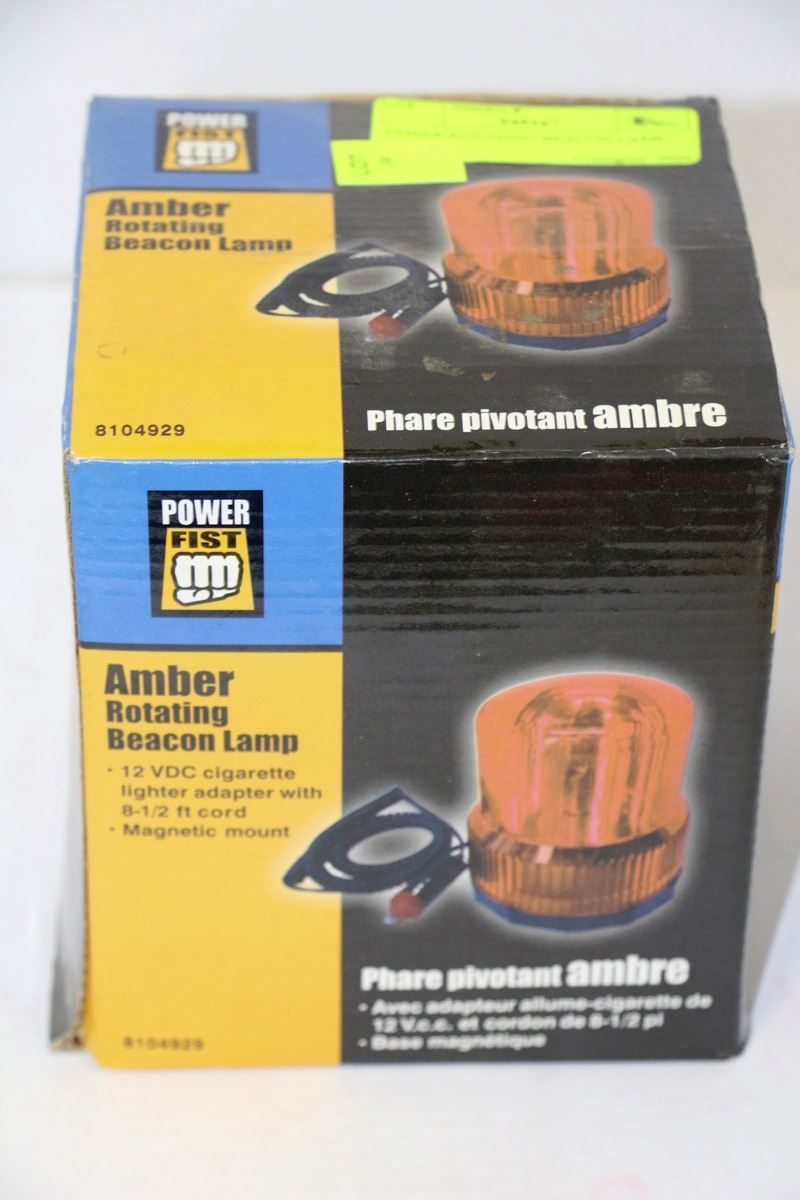 POWER
FIST
Amber
Rotating
Beacon Lamp
8104929
LOT
Phare pivotant ambre
POWER
FIST
Amber
Rotating
Beacon Lamp
· 12 VDC cigarette
lighter adapter with
8-1/2 ft cord
· Magnetic mount
8104929
Phare pivotant ambre
· Avec adaptateur allume-cigarette de
12 V.c.c. et cordon de 8-1/2 pi
· Base magnétique